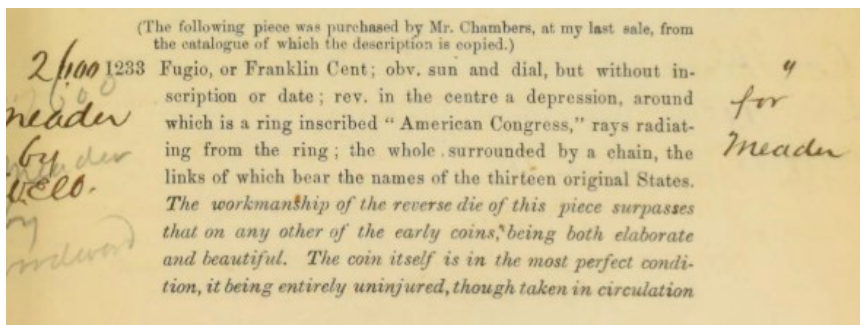 (The following piece was purchased by Mr. Chambers, at my last sale, from
the catalogue of which the description is copied.)
1233 Fugio, or Franklin Cent; obv. sun and dial, but without in-
scription or date; rev. in the centre a depression, around
which is a ring inscribed "American Congress," rays radiat-
ing from the ring; the whole surrounded by a chain, the
links of which bear the names of the thirteen original States.
The workmanship of the reverse die of this piece surpasses
that on any other of the early coins, being both elaborate
and beautiful. The coin itself is in the most perfect condi-
tion, it being entirely uninjured, though taken in circulation
meader
by
"
for
Meader